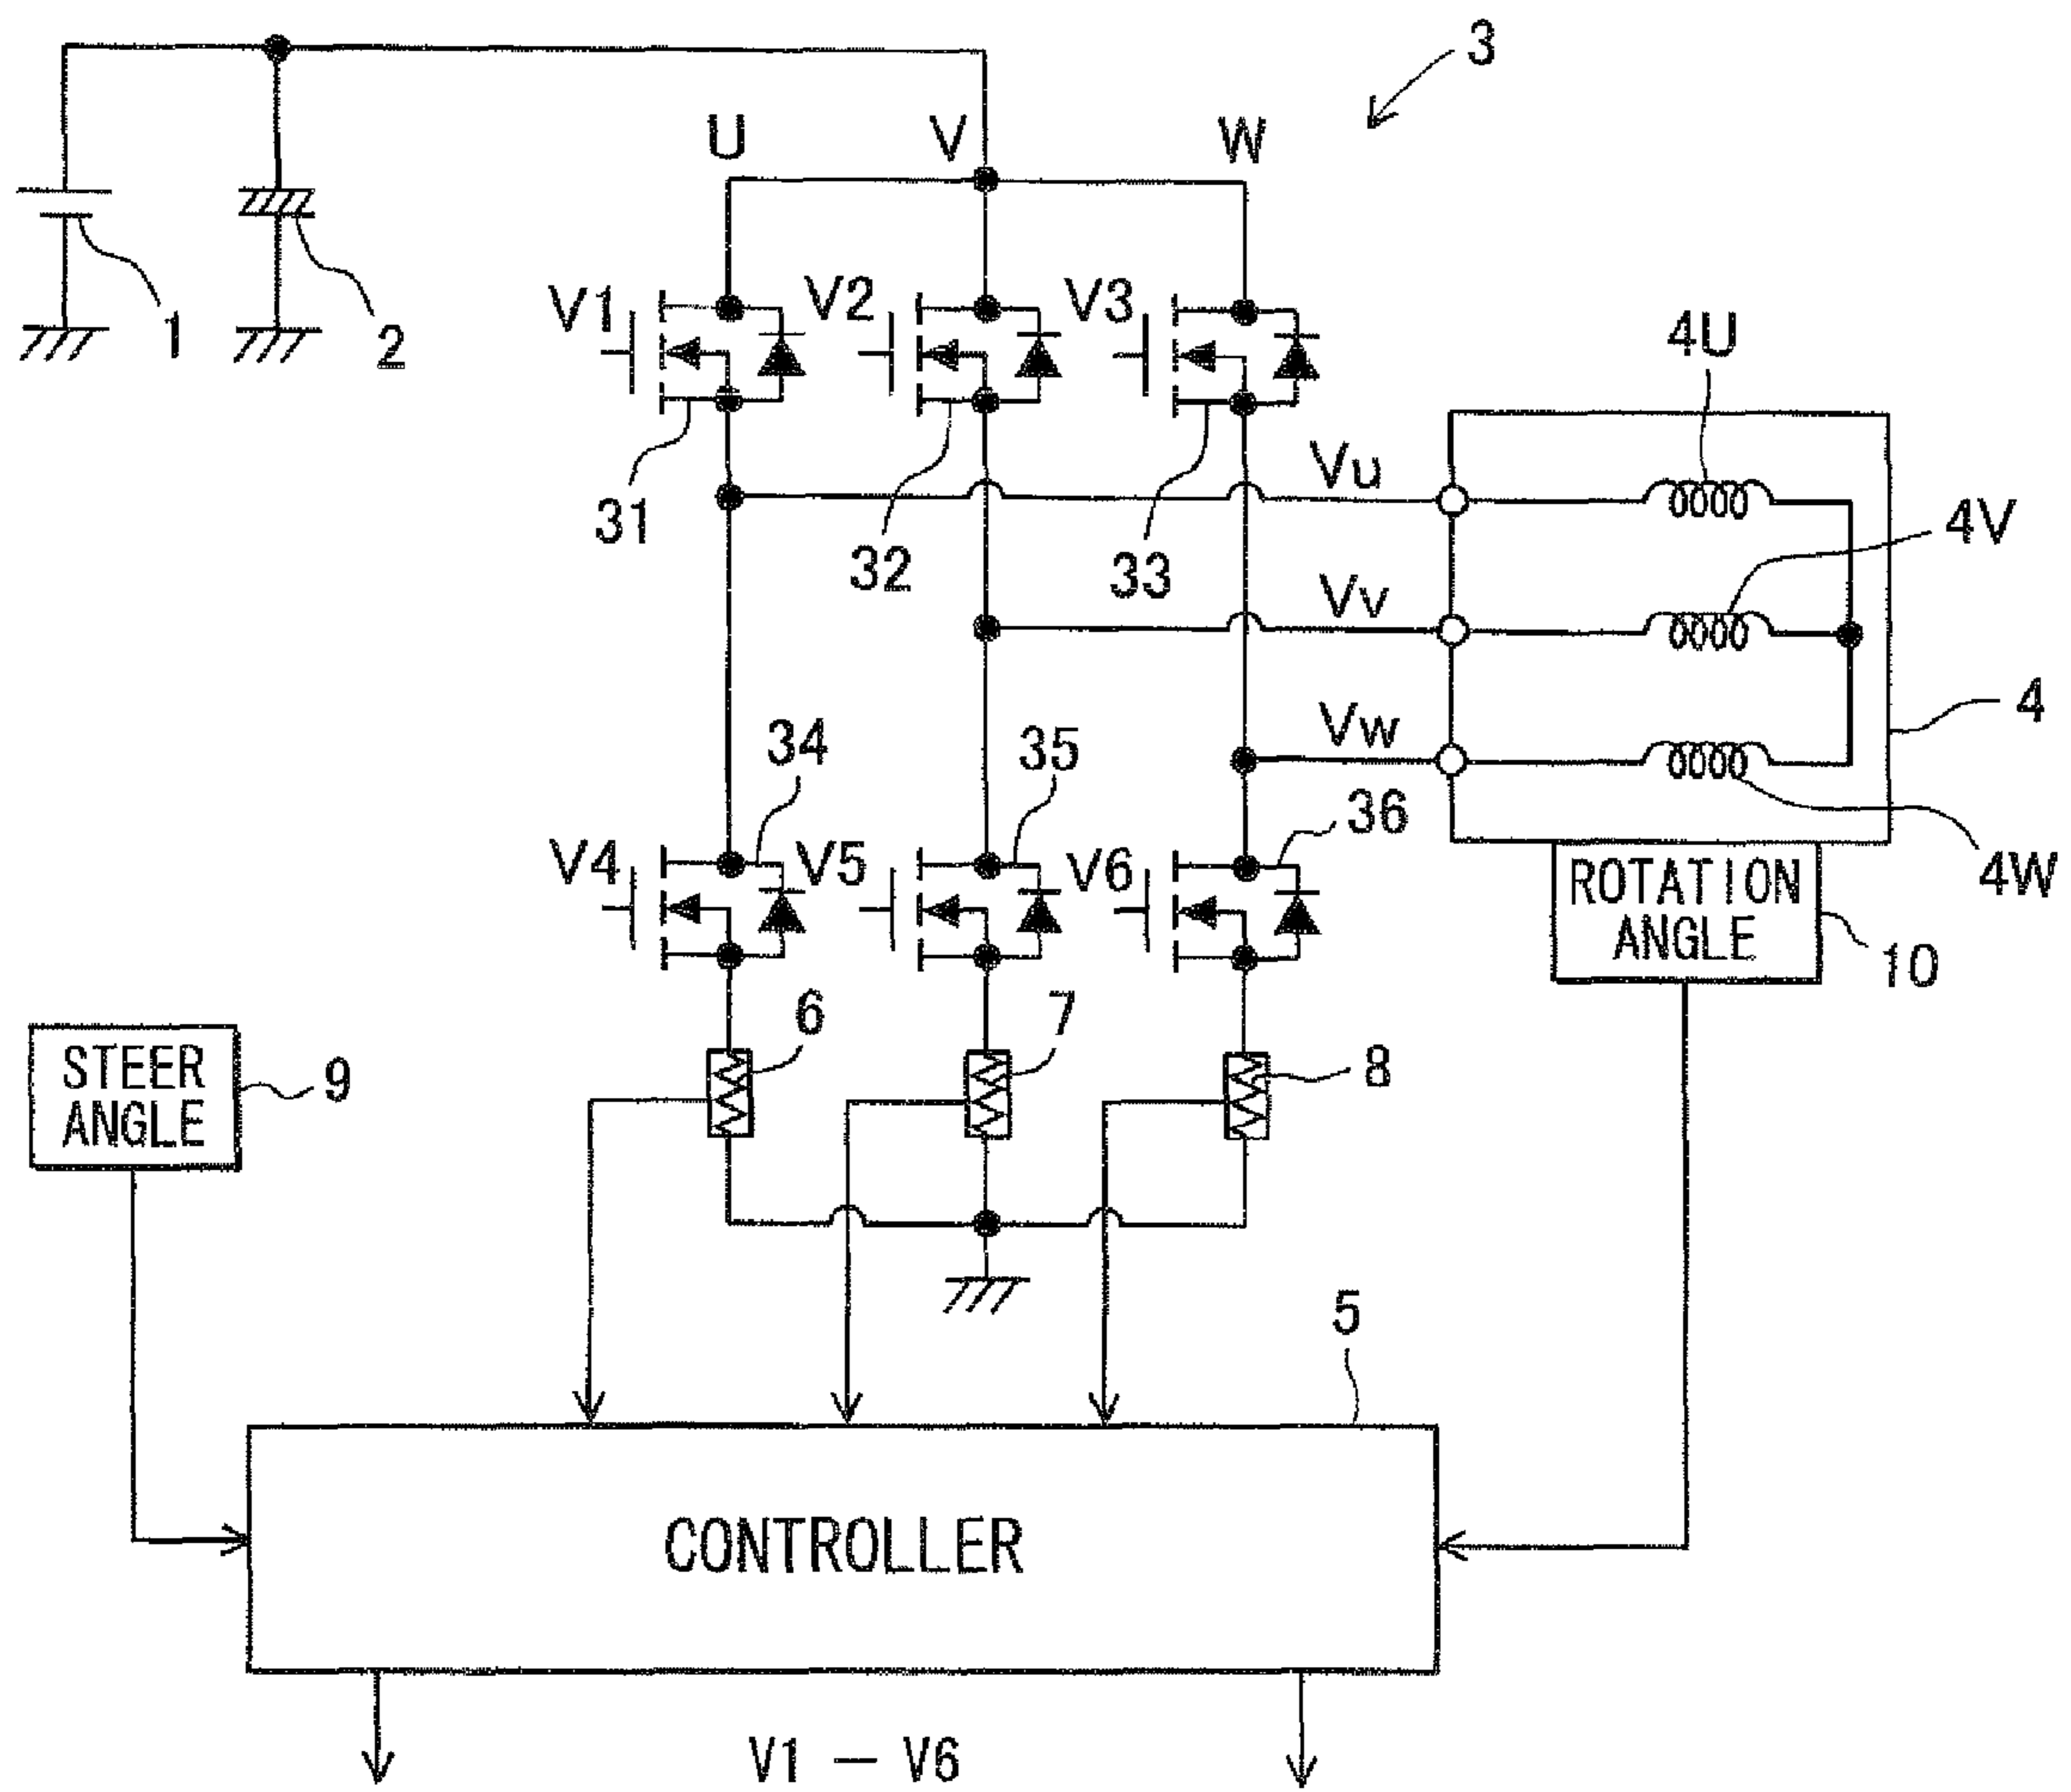 3
U
V
W
1
2
V1
V2
V3
31
32
33
4U
Vu
4V
Vv
4
Vw
34
35
36
V4
V5
V6
4W
ROTATION
ANGLE
10
6
7
8
STEER
ANGLE
9
5
CONTROLLER
V1 - V6